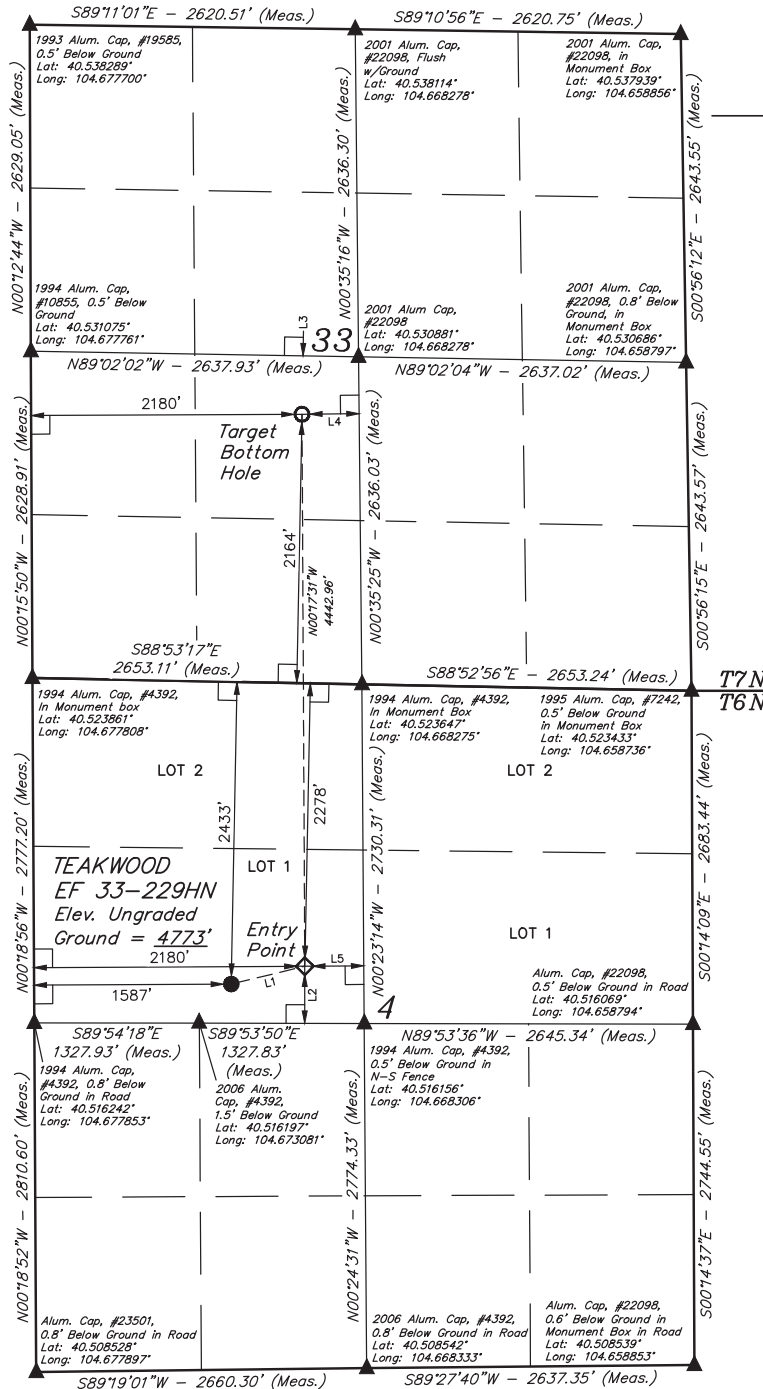 S89°11'01"E - 2620.51' (Meas.)
S89°10'56"E - 2620.75' (Meas.)
1993 Alum. Cap, #19585,
0.5' Below Ground
Lat: 40.538289°
Long: 104.677700°
2001 Alum. Cap,
#22098, Flush
w/Ground
Lat: 40.538114°
Long: 104.668278°
2001 Alum. Cap,
#22098, in
Monument Box
Lat: 40.537939°
Long: 104.658856°
N00°12'44"W - 2629.05' (Meas.)
N00°35'16"W - 2636.30' (Meas.)
S00°56'12"E - 2643.55' (Meas.)
1994 Alum. Cap,
#10855, 0.5' Below
Ground
Lat: 40.531075°
Long: 104.677761°
L3
33
2001 Alum Cap,
#22098
Lat: 40.530881°
Long: 104.668278°
2001 Alum. Cap,
#22098, 0.8' Below
Ground, in
Monument Box
Lat: 40.530686°
Long: 104.658797°
N89°02'02"W - 2637.93' (Meas.)
N89°02'04"W - 2637.02' (Meas.)
2180'
L4
Target
Bottom
Hole
N00°15'50"W - 2628.91' (Meas.)
2164'
N00°17'31"W
4442.96'
N00°35'25"W - 2636.03' (Meas.)
S00°56'15"E - 2643.57' (Meas.)
S88°53'17"E
2653.11' (Meas.)
S88°52'56"E - 2653.24' (Meas.)
T7N
T6N
1994 Alum. Cap, #4392,
In Monument box
Lat: 40.523861°
Long: 104.677808°
1994 Alum. Cap, #4392,
In Monument Box
Lat: 40.523647°
Long: 104.668275°
1995 Alum. Cap, #7242,
0.5' Below Ground
in Monument Box
Lat: 40.523433°
Long: 104.658736°
LOT 2
LOT 2
N00°18'56"W - 2777.20' (Meas.)
2433'
2278'
N00°23'14"W - 2730.31' (Meas.)
S00°14'09"E - 2683.44' (Meas.)
TEAKWOOD
EF 33-229HN
Elev. Ungraded
Ground = 4773'
LOT 1
LOT 1
Entry
Point
2180'
L5
L1
L2
1587'
Alum. Cap, #22098,
0.5' Below Ground in Road
Lat: 40.516069°
Long: 104.658794°
4
S89°54'18"E
1327.93' (Meas.)
S89°53'50"E
1327.83'
(Meas.)
N89°53'36"W - 2645.34' (Meas.)
1994 Alum. Cap,
#4392, 0.8' Below
Ground in Road
Lat: 40.516242°
Long: 104.677853°
2006 Alum.
Cap, #4392,
1.5' Below Ground
Lat: 40.516197°
Long: 104.673081°
1994 Alum. Cap, #4392,
0.5' Below Ground in
N-S Fence
Lat: 40.516156°
Long: 104.668306°
N00°18'52"W - 2810.60' (Meas.)
N00°24'31"W - 2774.33' (Meas.)
S00°14'37"E - 2744.55' (Meas.)
Alum. Cap, #23501,
0.8' Below Ground in Road
Lat: 40.508528°
Long: 104.677897°
2006 Alum. Cap, #4392,
0.8' Below Ground in Road
Lat: 40.508542°
Long: 104.668333°
Alum. Cap, #22098,
0.6' Below Ground in
Monument Box in Road
Lat: 40.508539°
Long: 104.658853°
S89°19'01"W - 2660.30' (Meas.)
S89°27'40"W - 2637.35' (Meas.)